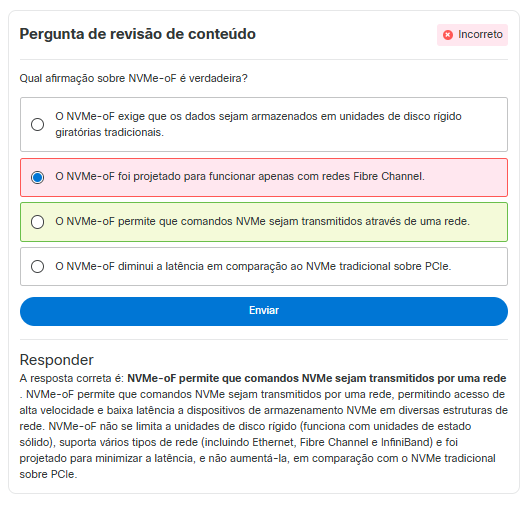 Pergunta de revisão de conteúdo
Incorreto
Qual afirmação sobre NVMe-oF é verdadeira?
O NVMe-oF exige que os dados sejam armazenados em unidades de disco rígido
giratórias tradicionais.
O NVMe-oF foi projetado para funcionar apenas com redes Fibre Channel.
O NVMe-oF permite que comandos NVMe sejam transmitidos através de uma rede.
O NVMe-oF diminui a latência em comparação ao NVMe tradicional sobre PCIe.
Enviar
Responder
A resposta correta é: NVMe-oF permite que comandos NVMe sejam transmitidos por uma rede
. NVMe-oF permite que comandos NVMe sejam transmitidos por uma rede, permitindo acesso de
alta velocidade e baixa latência a dispositivos de armazenamento NVMe em diversas estruturas de
rede. NVMe-oF não se limita a unidades de disco rígido (funciona com unidades de estado
sólido), suporta vários tipos de rede (incluindo Ethernet, Fibre Channel e InfiniBand) e foi
projetado para minimizar a latência, e não aumentá-la, em comparação com o NVMe tradicional
sobre PCIe.